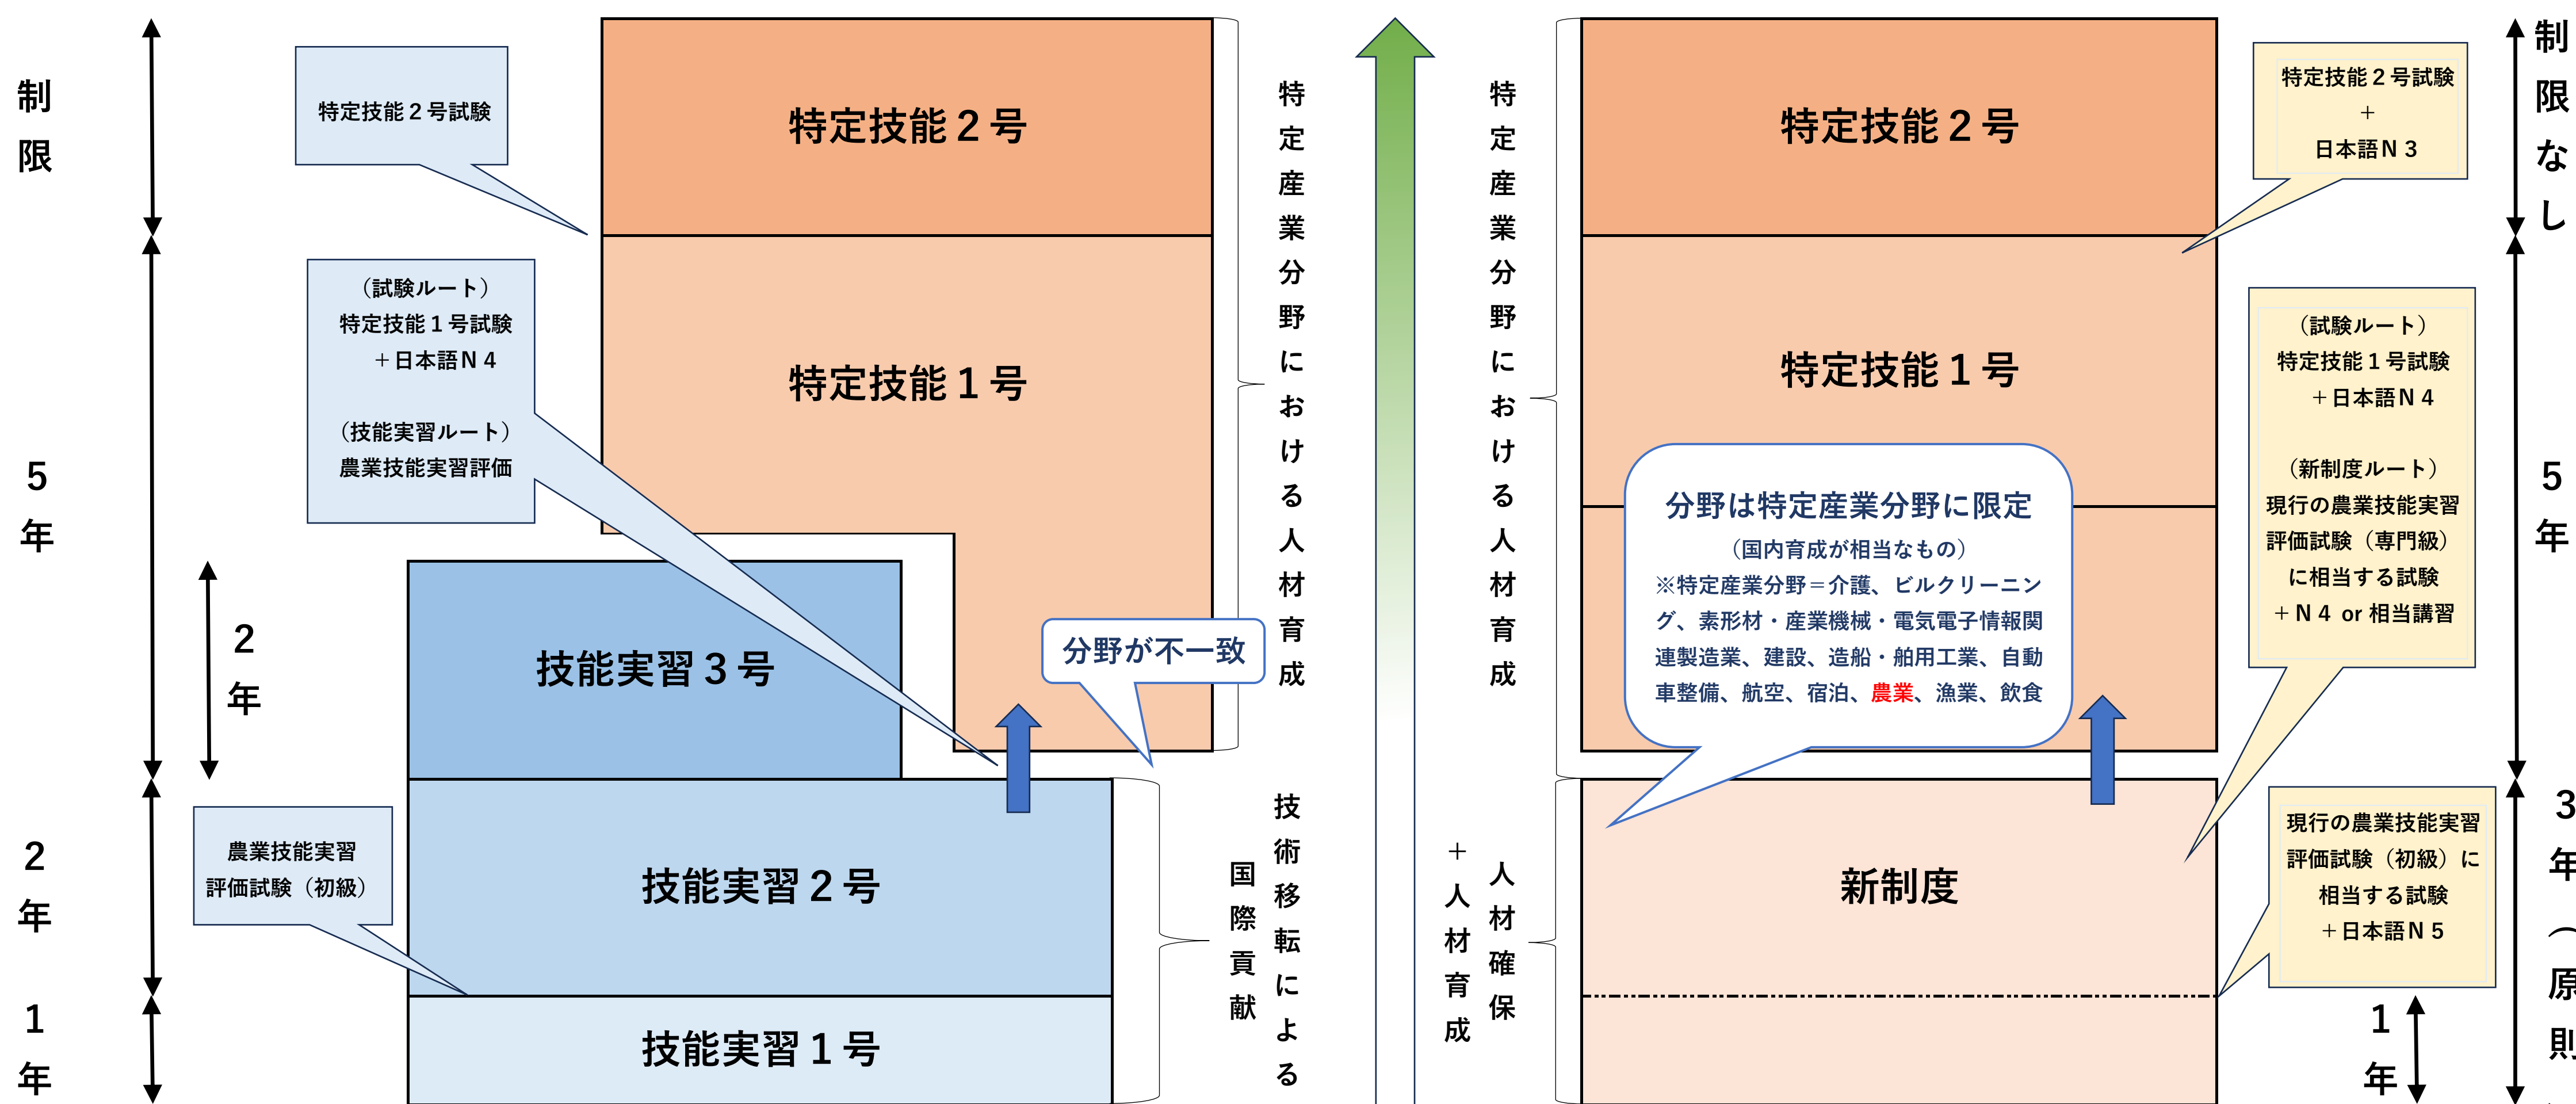 制限
5年
2年
2年
1年
特定技能２号試験
（試験ルート）
特定技能１号試験
＋日本語Ｎ４
（技能実習ルート）
農業技能実習評価
農業技能実習
評価試験（初級）
特定技能２号
特定技能１号
技能実習３号
技能実習２号
技能実習１号
分野が不一致
特定産業分野における人材育成
技術移転による
国際貢献
特定産業分野における人材育成
人材確保
＋人材育成
特定技能２号
特定技能１号
分野は特定産業分野に限定
（国内育成が相当なもの）
※特定産業分野＝介護、ビルクリーニン
グ、素形材・産業機械・電気電子情報関
連製造業、建設、造船・舶用工業、自動
車整備、航空、宿泊、農業、漁業、飲食
新制度
特定技能２号試験
＋
日本語Ｎ３
（試験ルート）
特定技能１号試験
＋日本語Ｎ４
（新制度ルート）
現行の農業技能実習
評価試験（専門級）
に相当する試験
＋Ｎ４ or 相当講習
現行の農業技能実習
評価試験（初級）に
相当する試験
＋日本語Ｎ５
制限なし
5年
3年（原則
1年